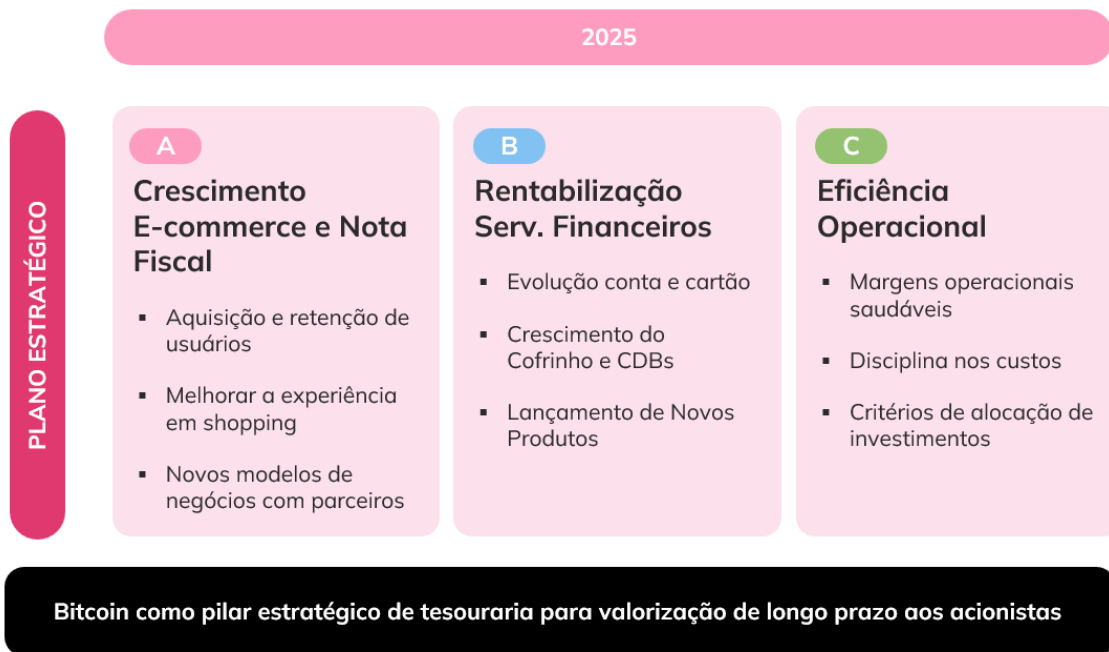 2025
PLANO ESTRATÉGICO
A
Crescimento
E-commerce e Nota
Fiscal
▪ Aquisição e retenção de
usuários
▪ Melhorar a experiência
em shopping
▪ Novos modelos de
negócios com parceiros
B
Rentabilização
Serv. Financeiros
▪ Evolução conta e cartão
▪ Crescimento do
Cofrinho e CDBs
▪ Lançamento de Novos
Produtos
C
Eficiência
Operacional
▪ Margens operacionais
saudáveis
▪ Disciplina nos custos
▪ Critérios de alocação de
investimentos
Bitcoin como pilar estratégico de tesouraria para valorização de longo prazo aos acionistas